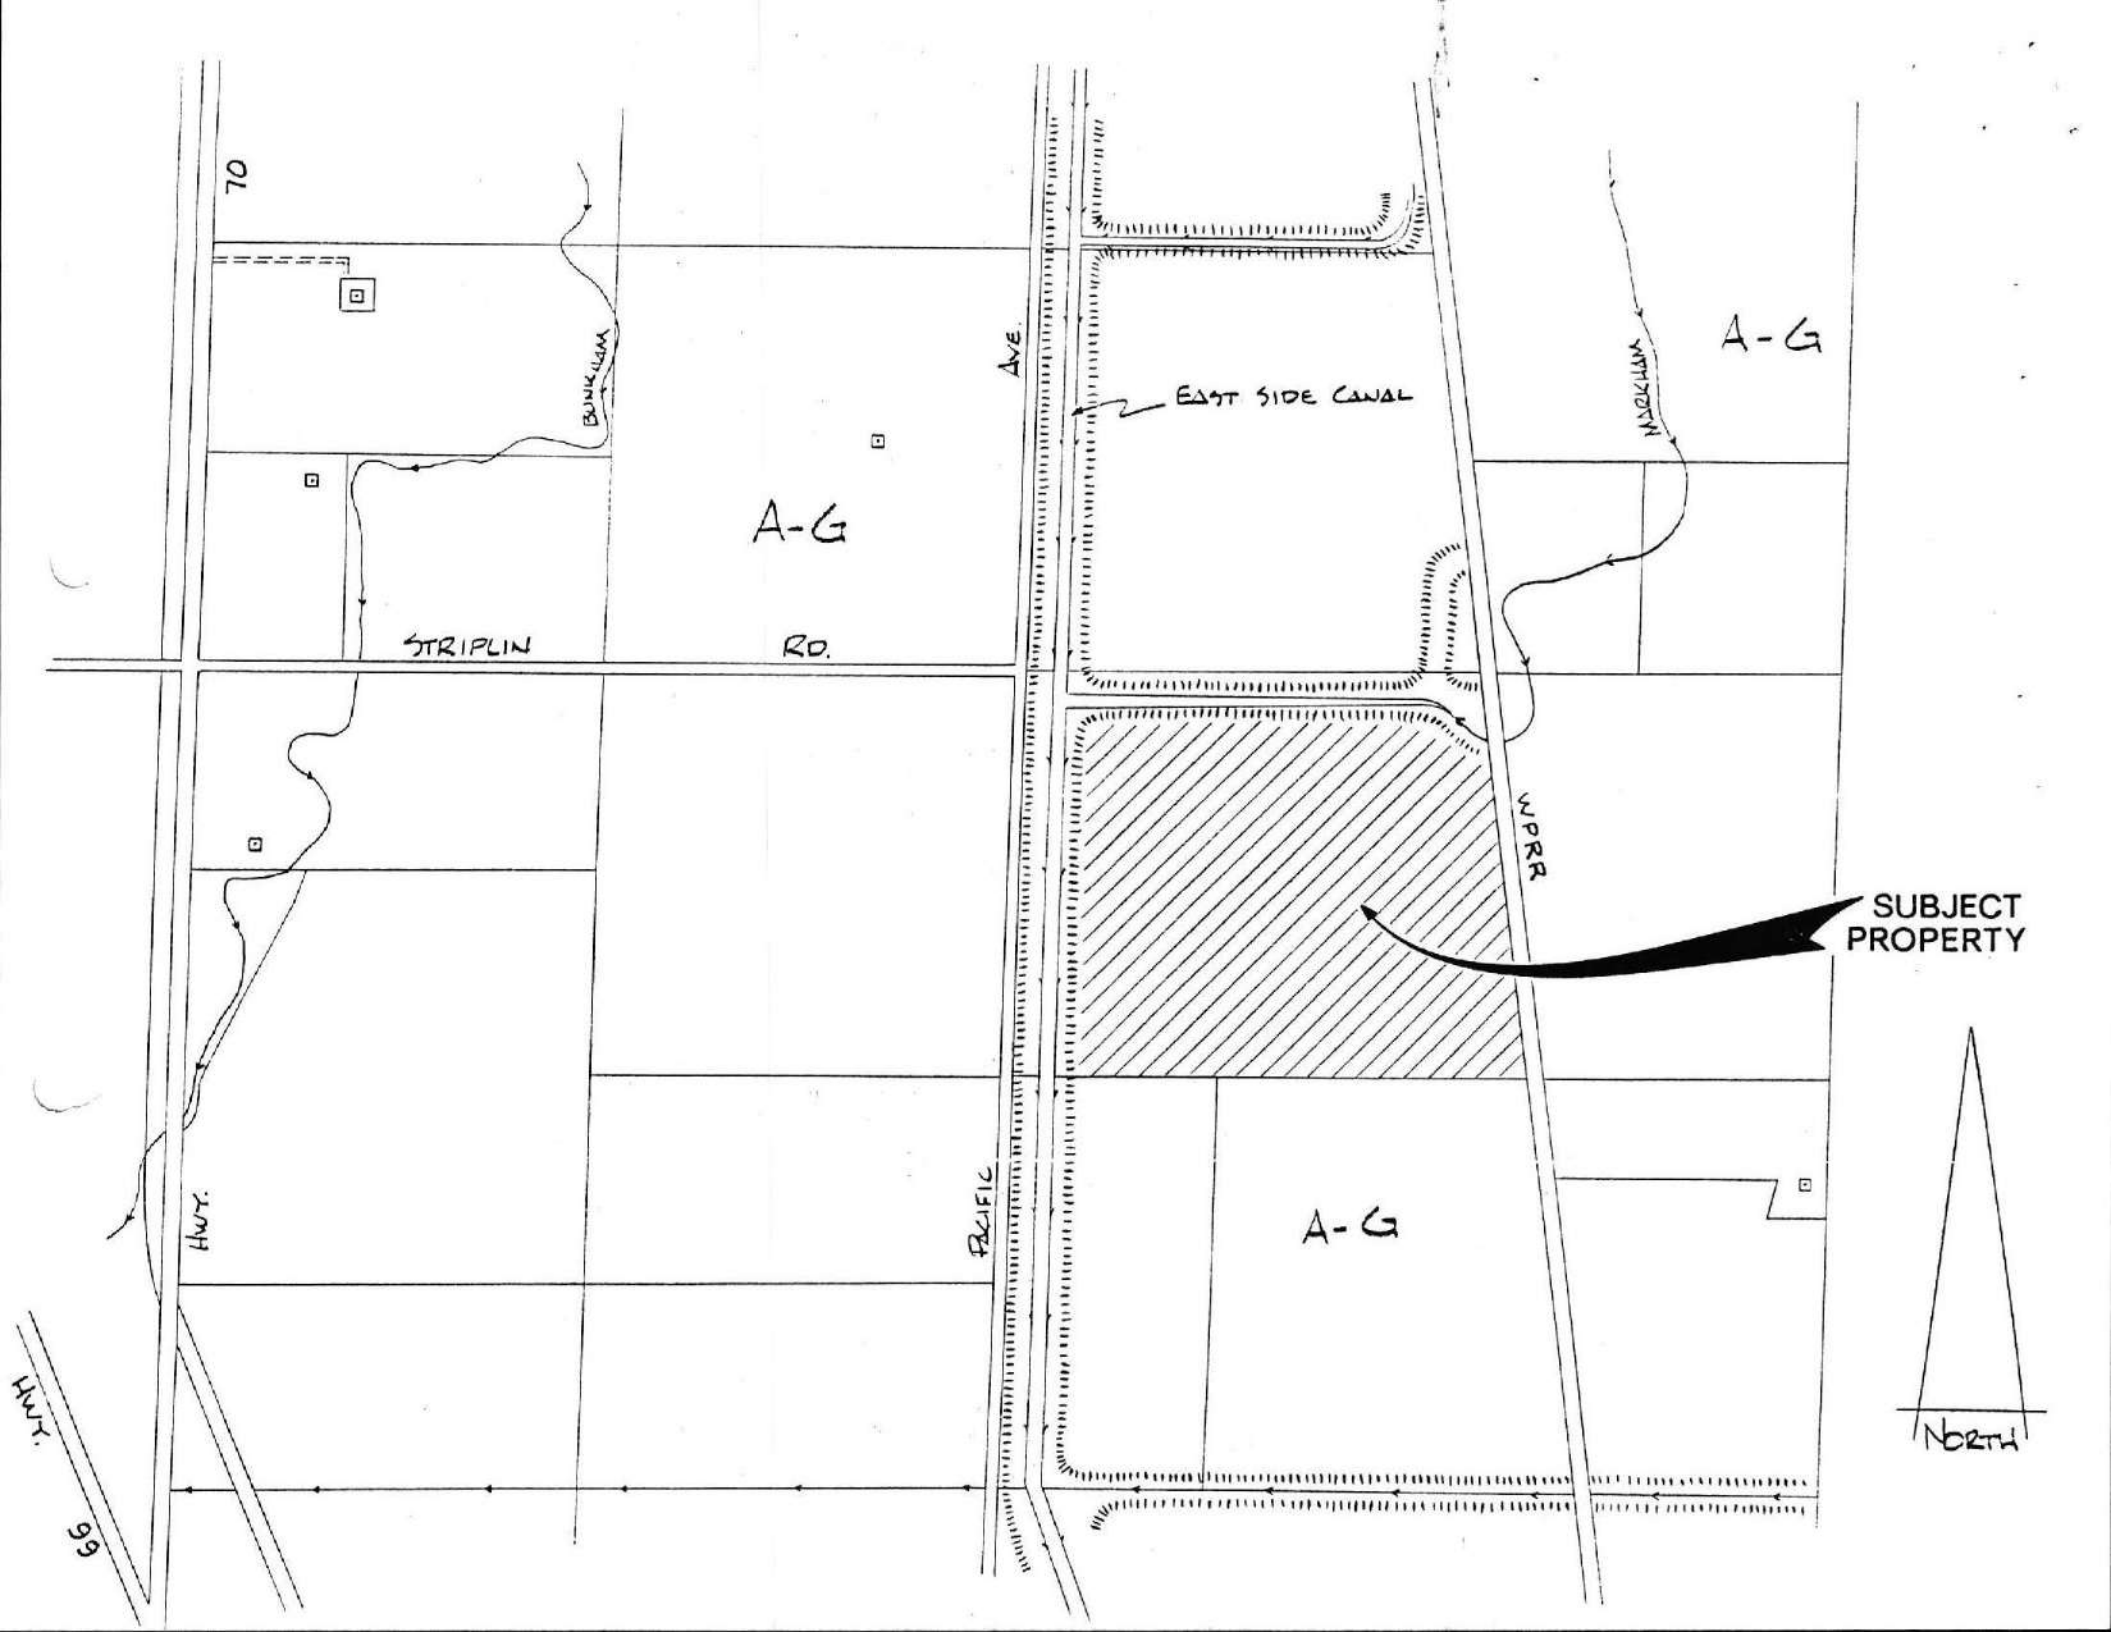 70
BUNKHAM
AVE.
EAST SIDE CANAL
MARKHAM
A-G
A-G
STRIPLIN RD.
WPRR
SUBJECT
PROPERTY
HWY.
PACIFIC
A-G
HWY.
99
NORTH